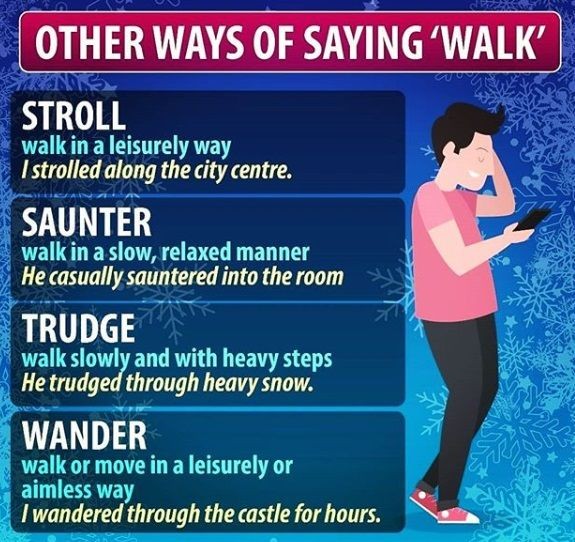 OTHER WAYS OF SAYING ‘WALK’
STROLL
walk in a leisurely way
I strolled along the city centre.
SAUNTER
walk in a slow, relaxed manner
He casually sauntered into the room
TRUDGE
walk slowly and with heavy steps
He trudged through heavy snow.
WANDER
walk or move in a leisurely or
aimless way
I wandered through the castle for hours.